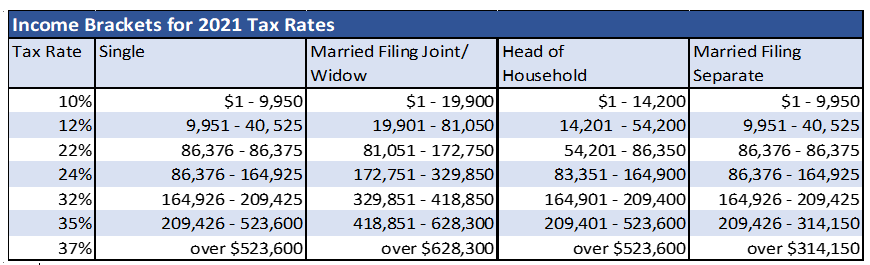 Income Brackets for 2021 Tax Rates
Tax Rate Single Married Filing Joint/ Widow Head of Household Married Filing Separate
10% $1 - 9,950 $1 - 19,900 $1 - 14,200 $1 - 9,950
12% 9,951 - 40, 525 19,901 - 81,050 14,201 - 54,200 9,951 - 40, 525
22% 86,376 - 86,375 81,051 - 172,750 54,201 - 86,350 86,376 - 86,375
24% 86,376 - 164,925 172,751 - 329,850 83,351 - 164,900 86,376 - 164,925
32% 164,926 - 209,425 329,851 - 418,850 164,901 - 209,400 164,926 - 209,425
35% 209,426 - 523,600 418,851 - 628,300 209,401 - 523,600 209,426 - 314,150
37% over $523,600 over $628,300 over $523,600 over $314,150